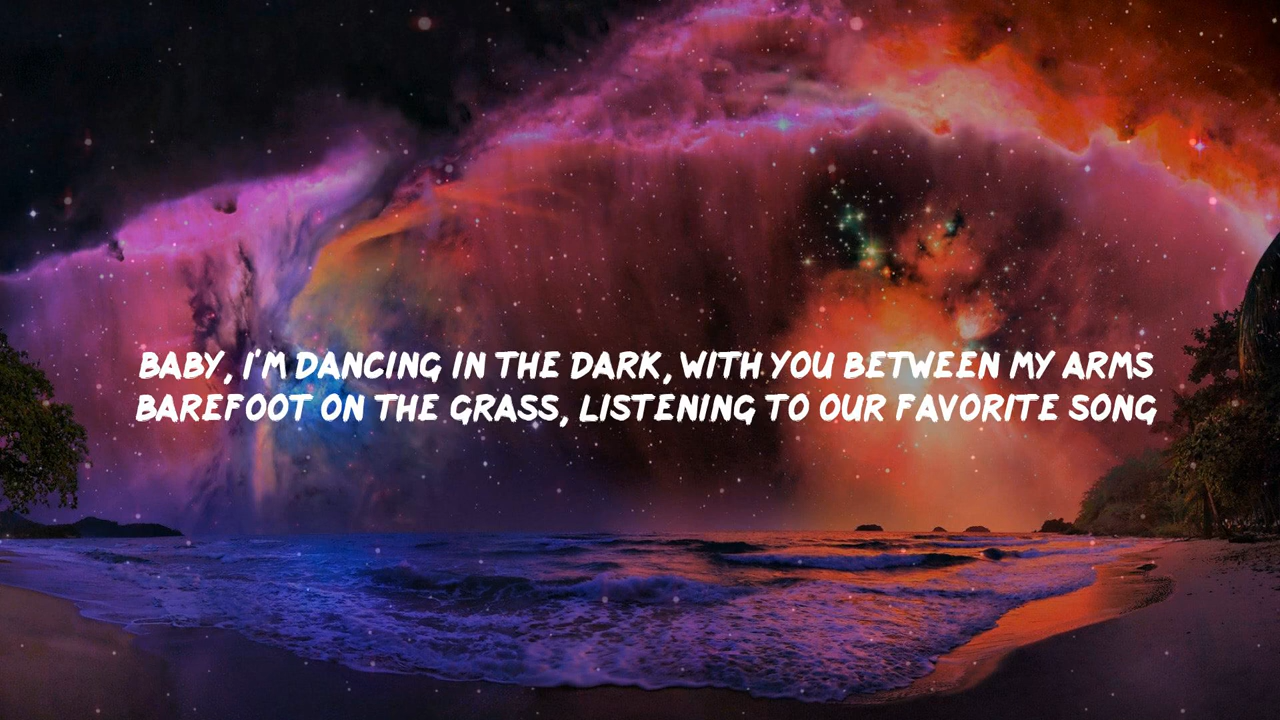 BABY, I'M DANCING IN THE DARK, WITH YOU BETWEEN MY ARMS
BAREFOOT ON THE GRASS, LISTENING TO OUR FAVORITE SONG